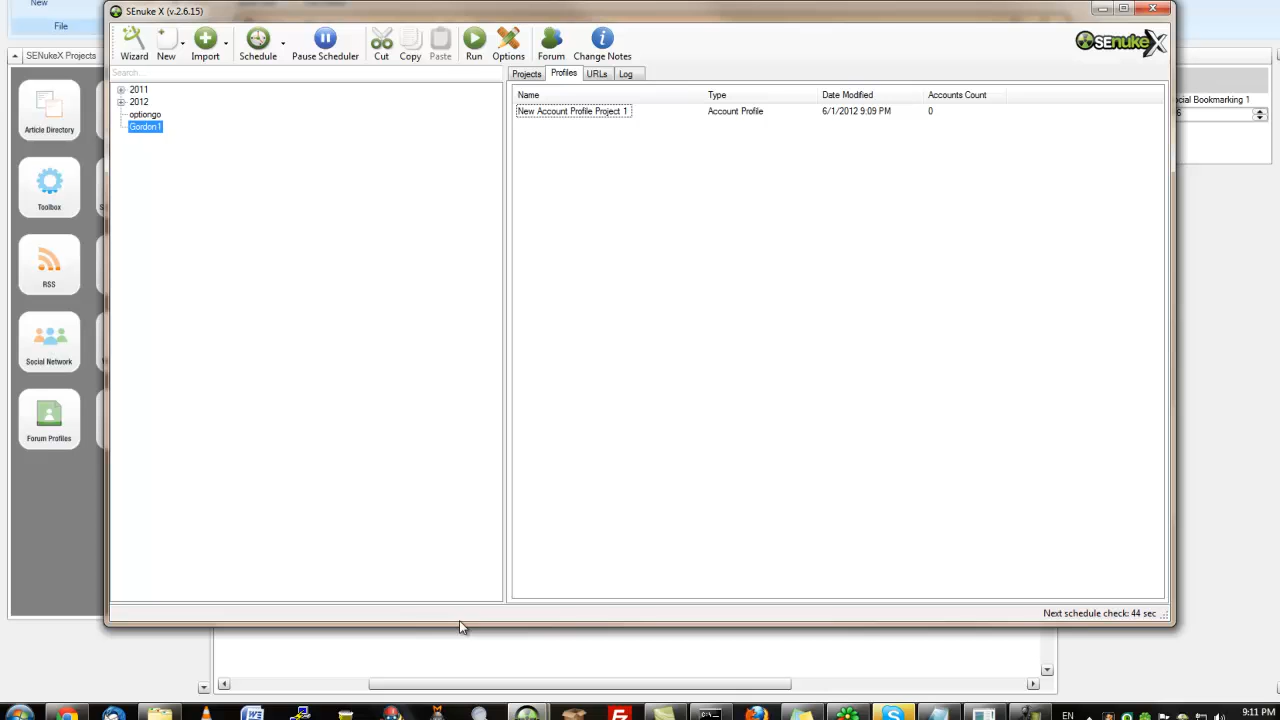 New
File
SENukeX Projects
Article Directory
Toolbox
RSS
Social Network
Forum Profiles
SEnuke X (v.2.6.15)
Wizard New Import Schedule Pause Scheduler Cut Copy Paste Run Options Forum Change Notes
SEnukeX
Search...
Projects Profiles URLs Log
2011
2012
optiongo
Gordon1
Name Type Date Modified Accounts Count
New Account Profile Project 1 Account Profile 6/1/2012 9:09 PM 0
ocial Bookmarking 1
6
Next schedule check: 44 sec
EN 9:11 PM